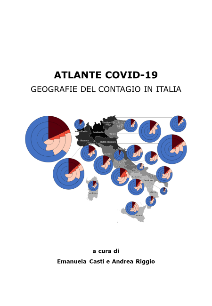 ATLANTE COVID-19
GEOGRAFIE DEL CONTAGIO IN ITALIA
a cura di
Emanuela Casti e Andrea Riggio